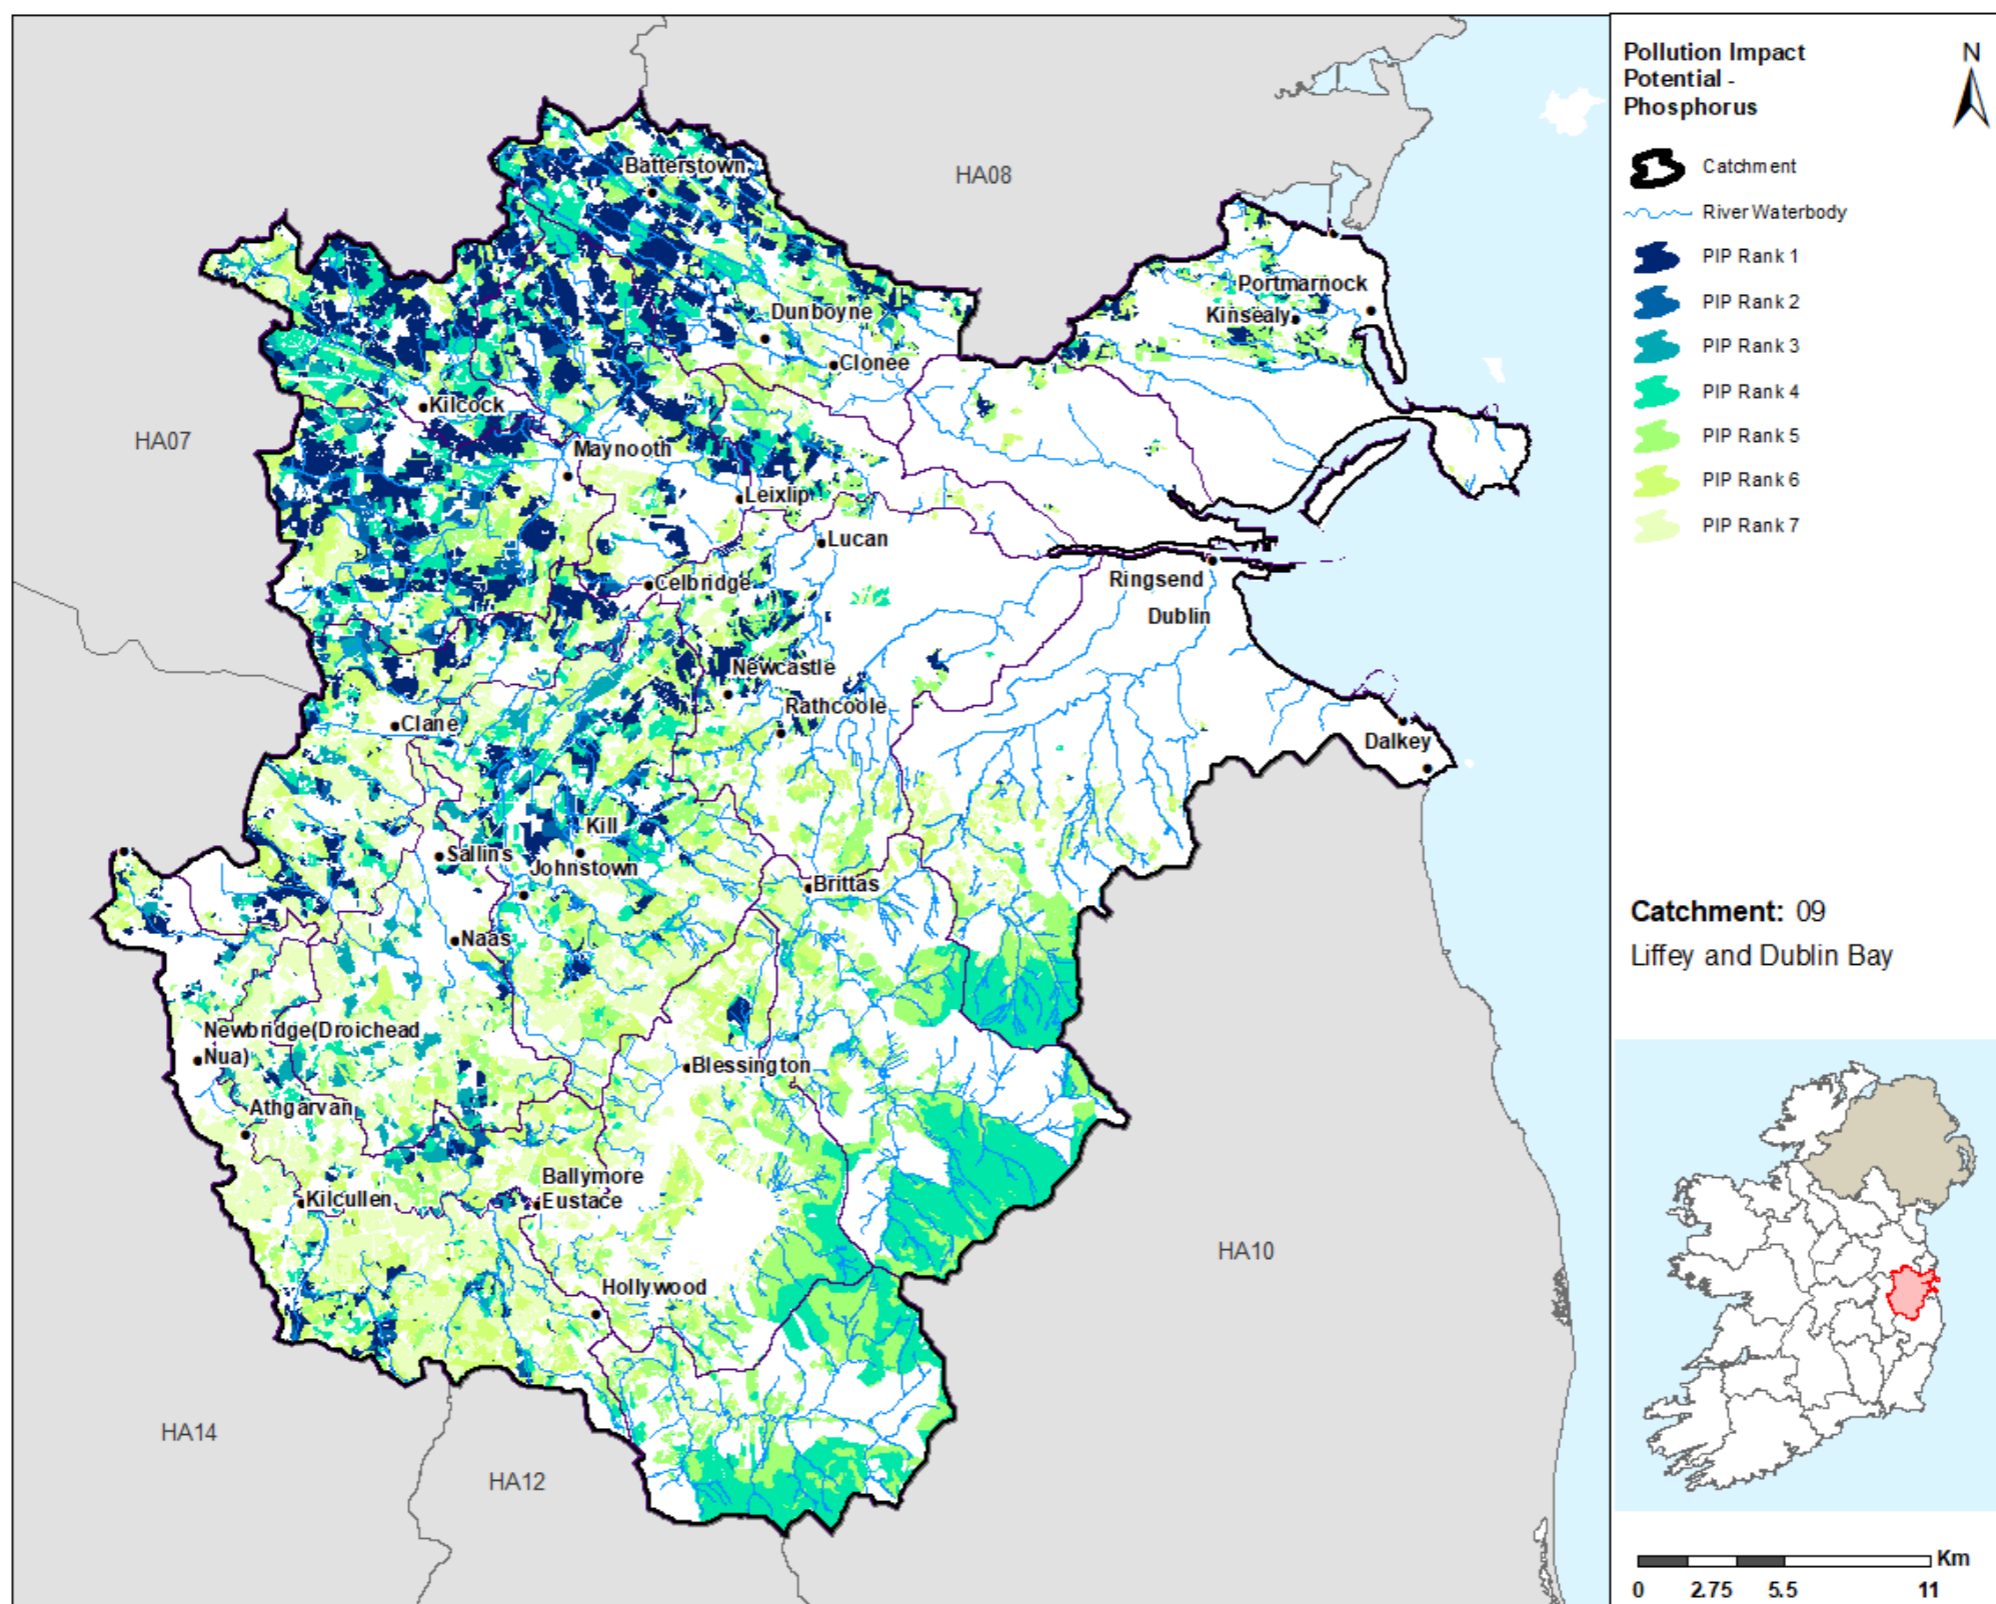 HA08
HA07
HA10
HA14
HA12
Batterstown
Portmarnock
Kinsealy
Dunboyne
Clonee
Kilcock
Maynooth
Leixlip
Lucan
Celbridge
Ringsend
Dublin
Newcastle
Rathcoole
Clane
Dalkey
Kill
Sallins
Johnstown
Brittas
Naas
Newbridge(Droichead
Nua)
Blessington
Athgarvan
Ballymore
Eustace
Kilcullen
Hollywood
Pollution Impact
Potential -
Phosphorus
N
Catchment
River Waterbody
PIP Rank 1
PIP Rank 2
PIP Rank 3
PIP Rank 4
PIP Rank 5
PIP Rank 6
PIP Rank 7
Catchment: 09
Liffey and Dublin Bay
Km
0 2.75 5.5 11